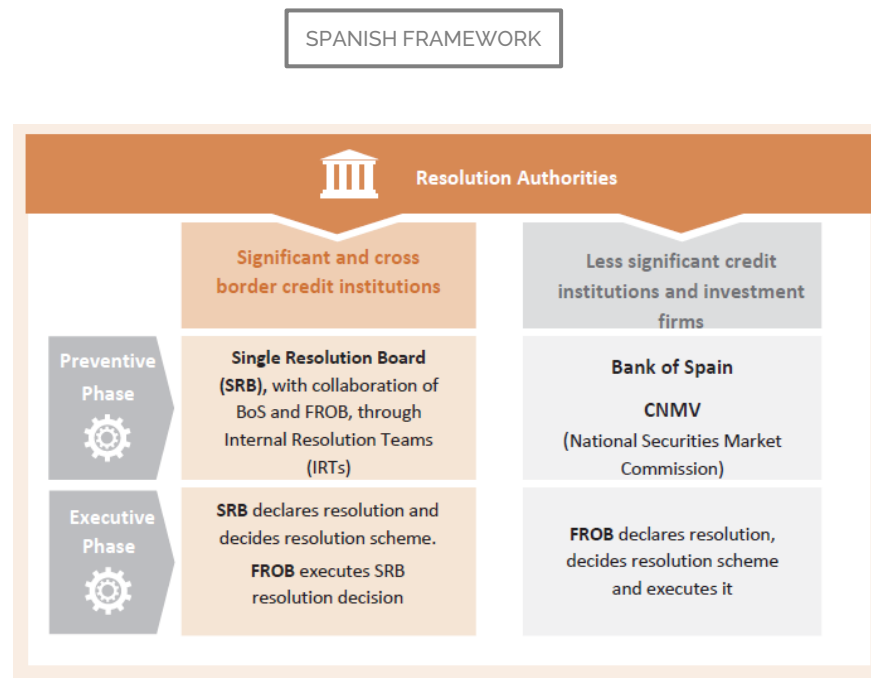 SPANISH FRAMEWORK
Resolution Authorities
Significant and cross
border credit institutions
Less significant credit
institutions and investment
firms
Preventive
Phase
Single Resolution Board
(SRB), with collaboration of
BoS and FROB, through
Internal Resolution Teams
(IRTs)
Bank of Spain
CNMV
(National Securities Market
Commission)
Executive
Phase
SRB declares resolution and
decides resolution scheme.
FROB executes SRB
resolution decision
FROB declares resolution,
decides resolution scheme
and executes it